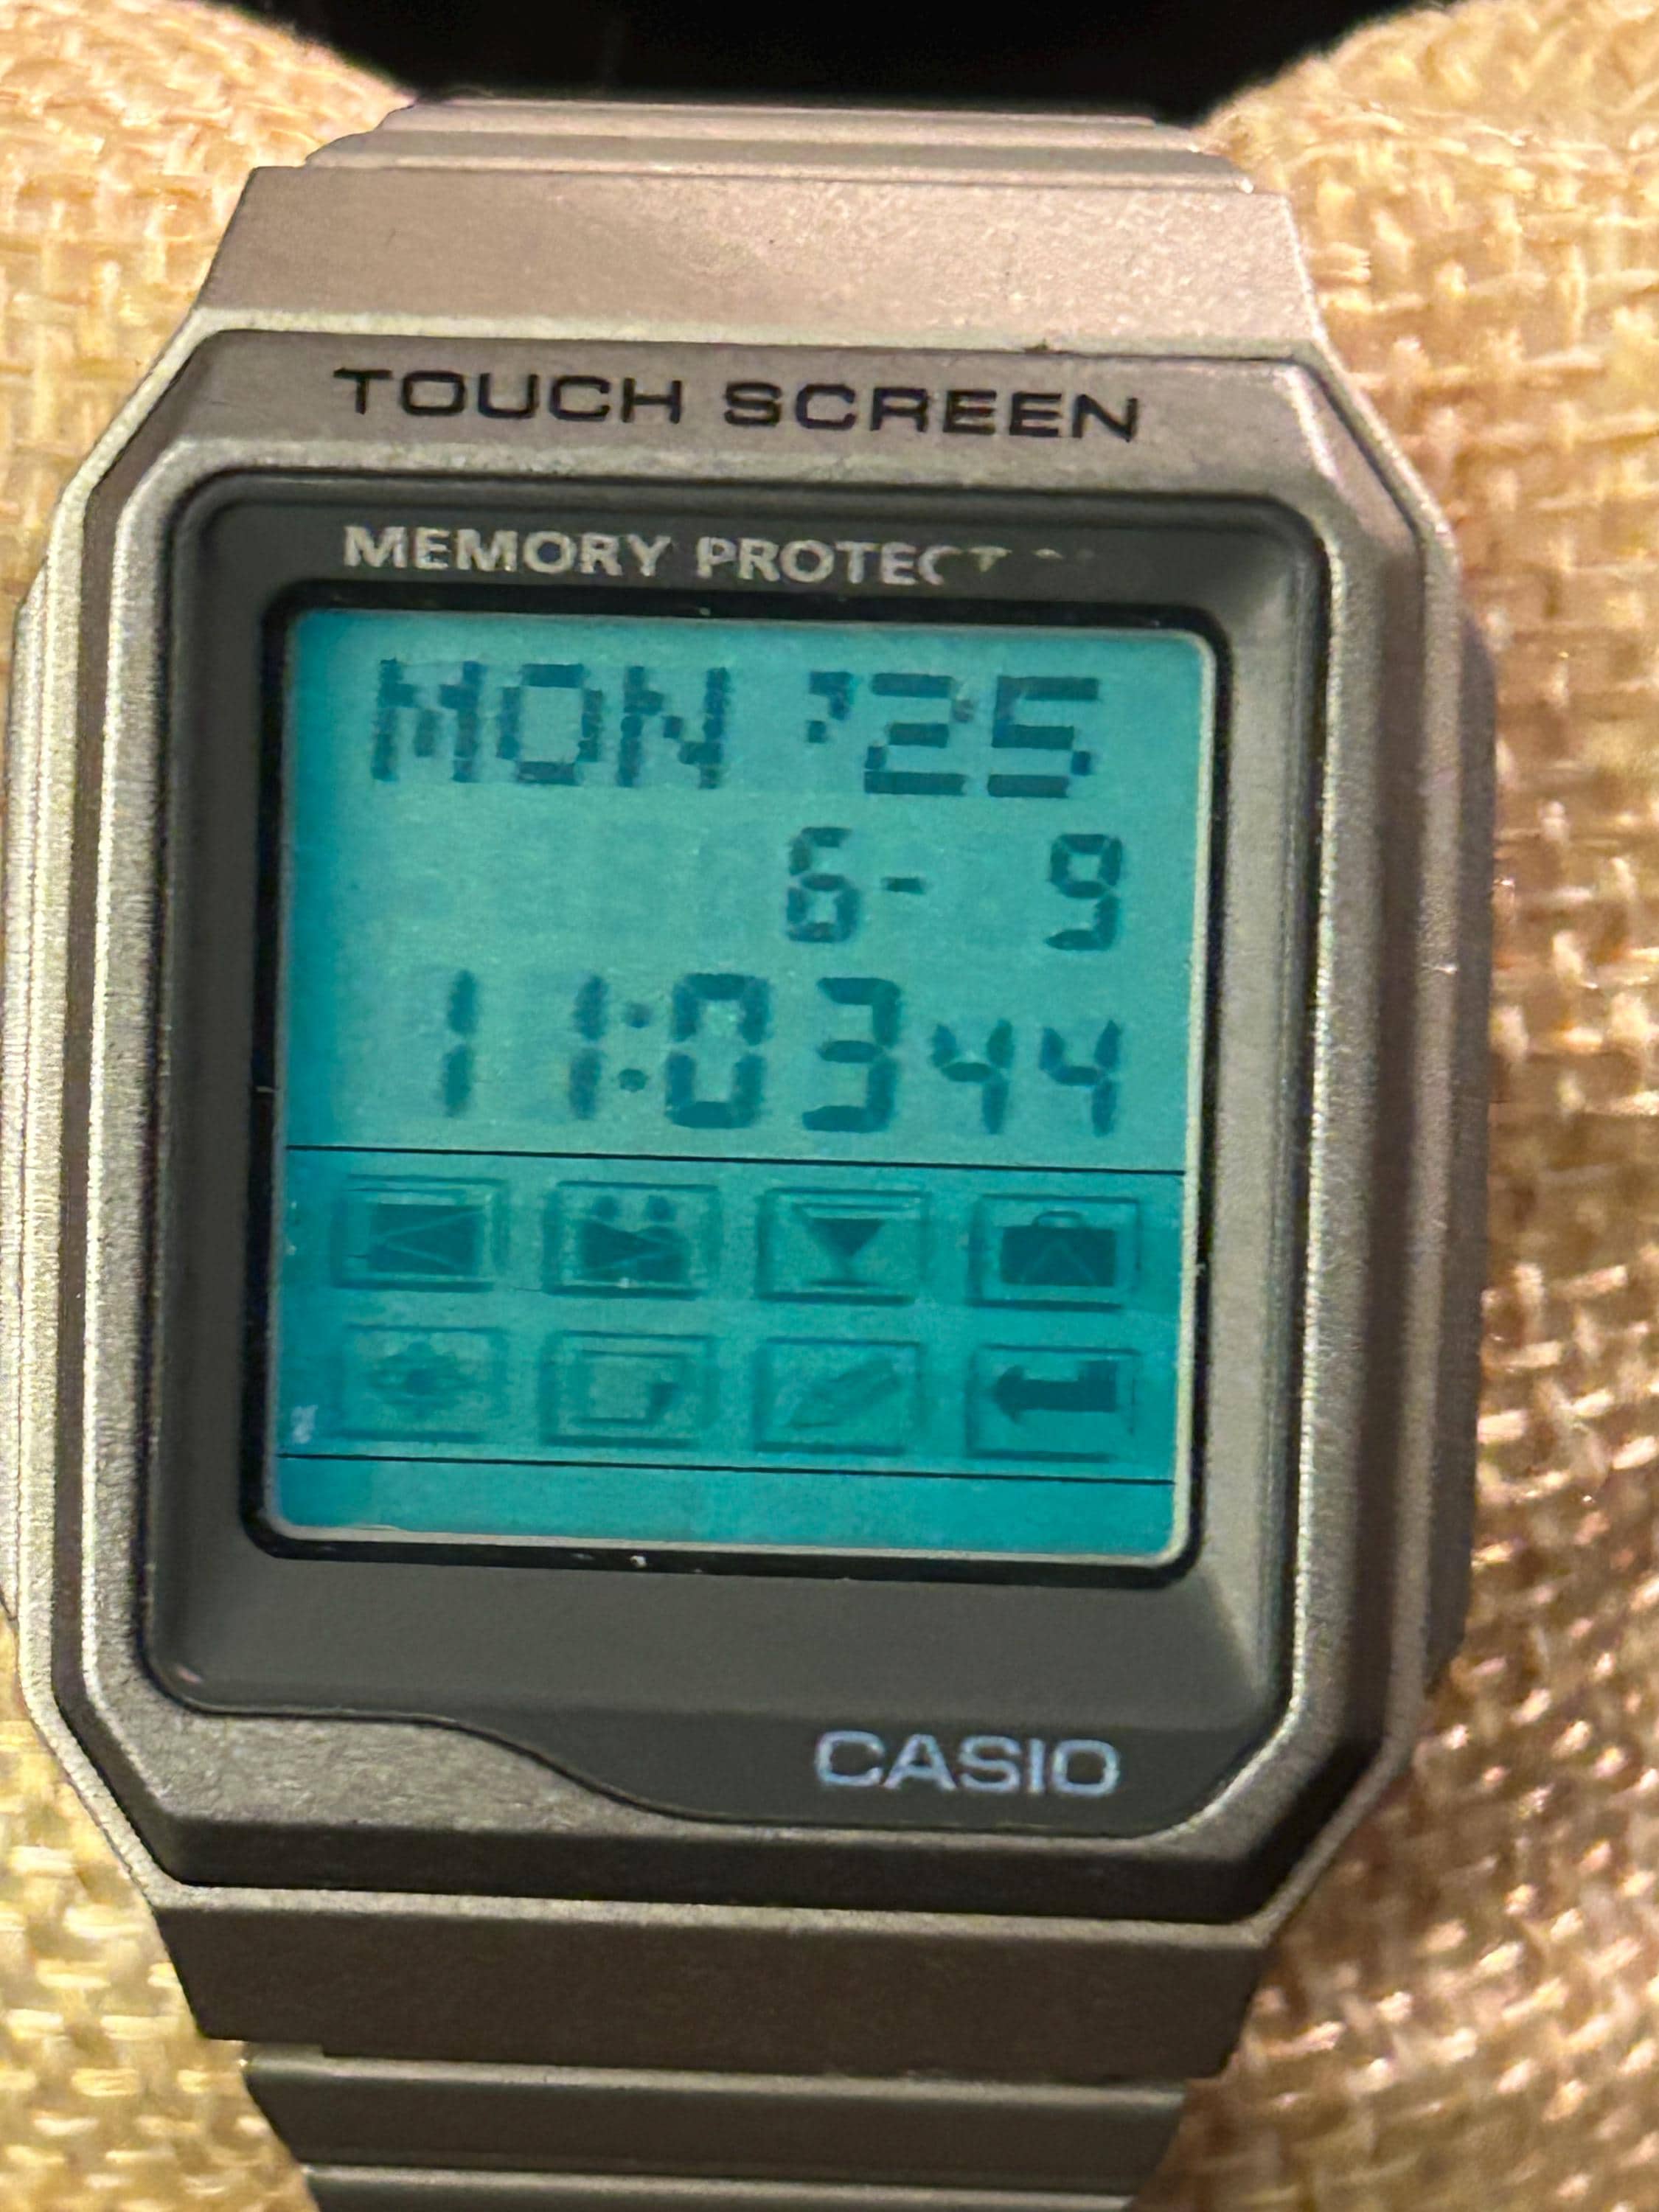 TOUCH SCREEN
MEMORY PROTECT
MON '25
6- 9
11:03 44
CASIO